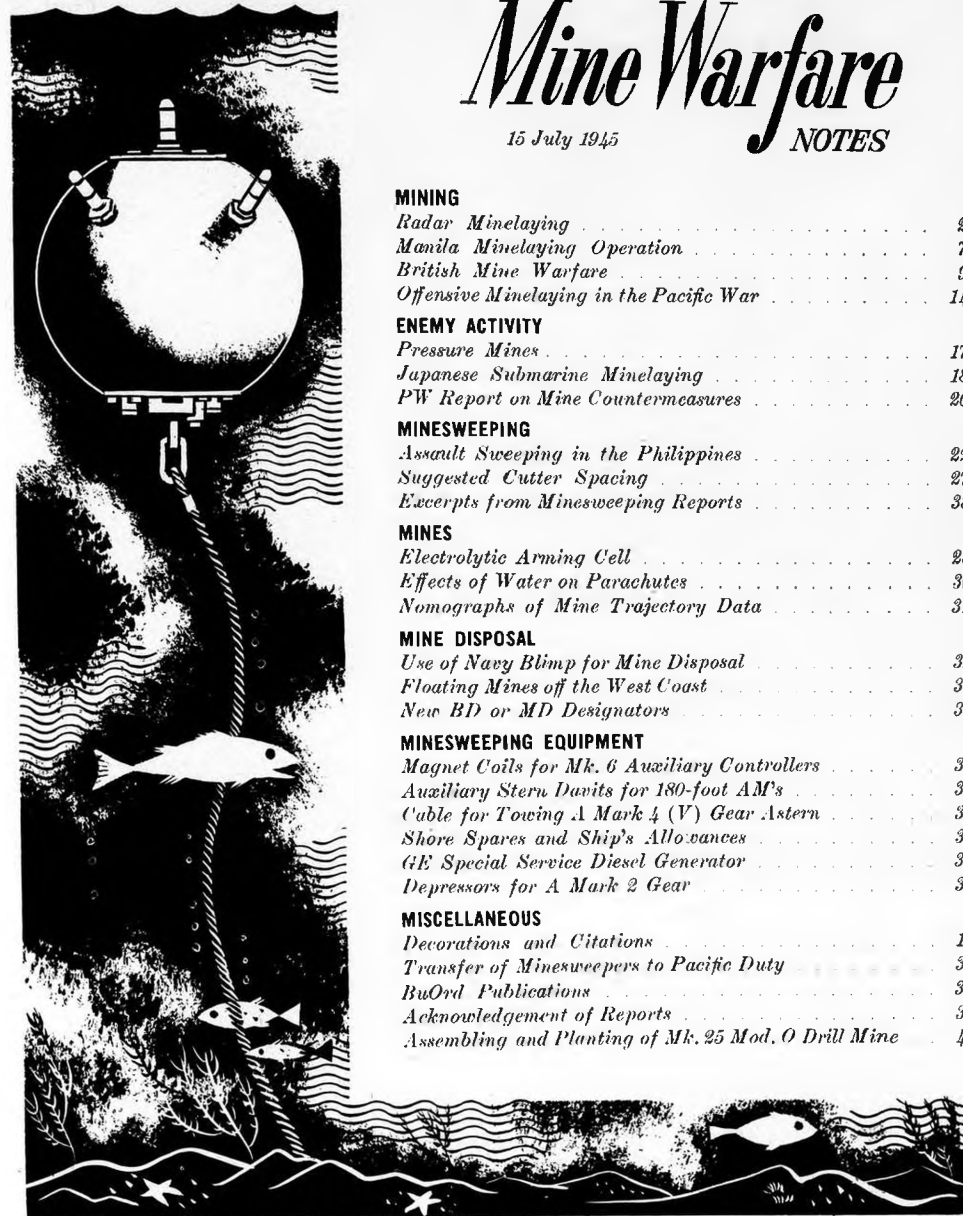 Mine Warfare
15 July 1945 NOTES
MINING
Radar Minelaying
Manila Minelaying Operation 7
British Mine Warfare
Offensive Minelaying in the Pacific War
ENEMY ACTIVITY
Pressure Mines
Japanese Submarine Minelaying
PW Report on Mine Countermeasures
MINESWEEPING
Assault Sweeping in the Philippines
Suggested Cutter Spacing
Excerpts from Minesweeping Reports
MINES
Electrolytic Arming Cell
Effects of Water on Parachutes
Nomographs of Mine Trajectory Data
MINE DISPOSAL
Use of Navy Blimp for Mine Disposal
Floating Mines off the West Coast
New BD or MD Designators
MINESWEEPING EQUIPMENT
Magnet Coils for Mk. 6 Auxiliary Controllers
Auxiliary Stern Davits for 180-foot AM's
Cable for Towing A Mark 4 (V) Gear Astern
Shore Spares and Ship's Allowances
GE Special Service Diesel Generator
Depressors for A Mark 2 Gear
MISCELLANEOUS
Decorations and Citations
Transfer of Minesweepers to Pacific Duty
BuOrd Publications
Acknowledgement of Reports
Assembling and Planting of Mk. 25 Mod. O Drill Mine